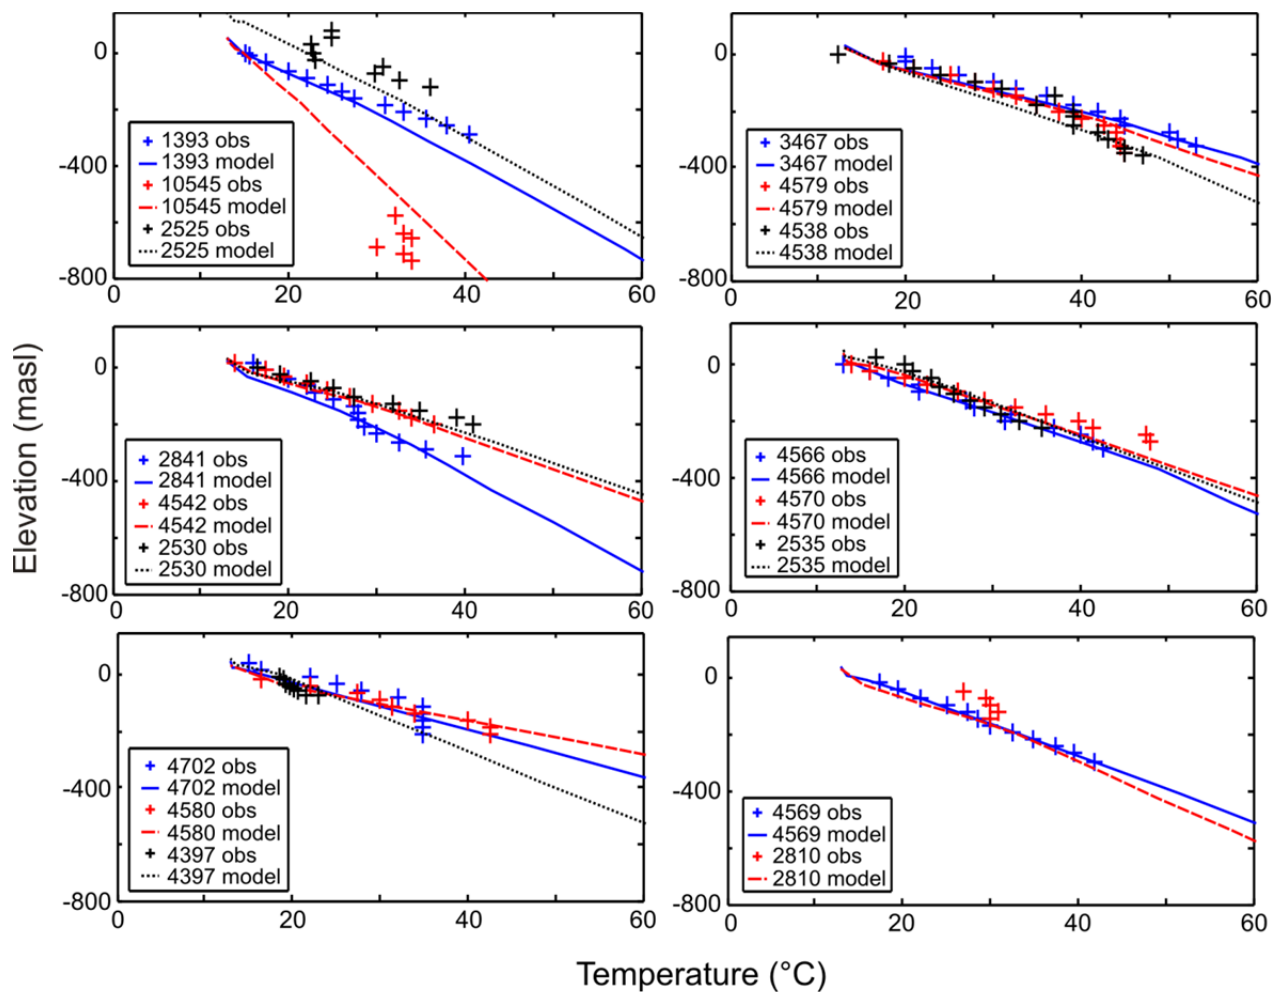 Elevation (masl)
0
-400
-800
0
20
40
60
1393 obs
1393 model
10545 obs
10545 model
2525 obs
2525 model
0
-400
-800
0
20
40
60
3467 obs
3467 model
4579 obs
4579 model
4538 obs
4538 model
0
-400
-800
0
20
40
60
2841 obs
2841 model
4542 obs
4542 model
2530 obs
2530 model
0
-400
-800
0
20
40
60
4566 obs
4566 model
4570 obs
4570 model
2535 obs
2535 model
0
-400
-800
0
20
40
60
4702 obs
4702 model
4580 obs
4580 model
4397 obs
4397 model
0
-400
-800
0
20
40
60
4569 obs
4569 model
2810 obs
2810 model
Temperature (°C)